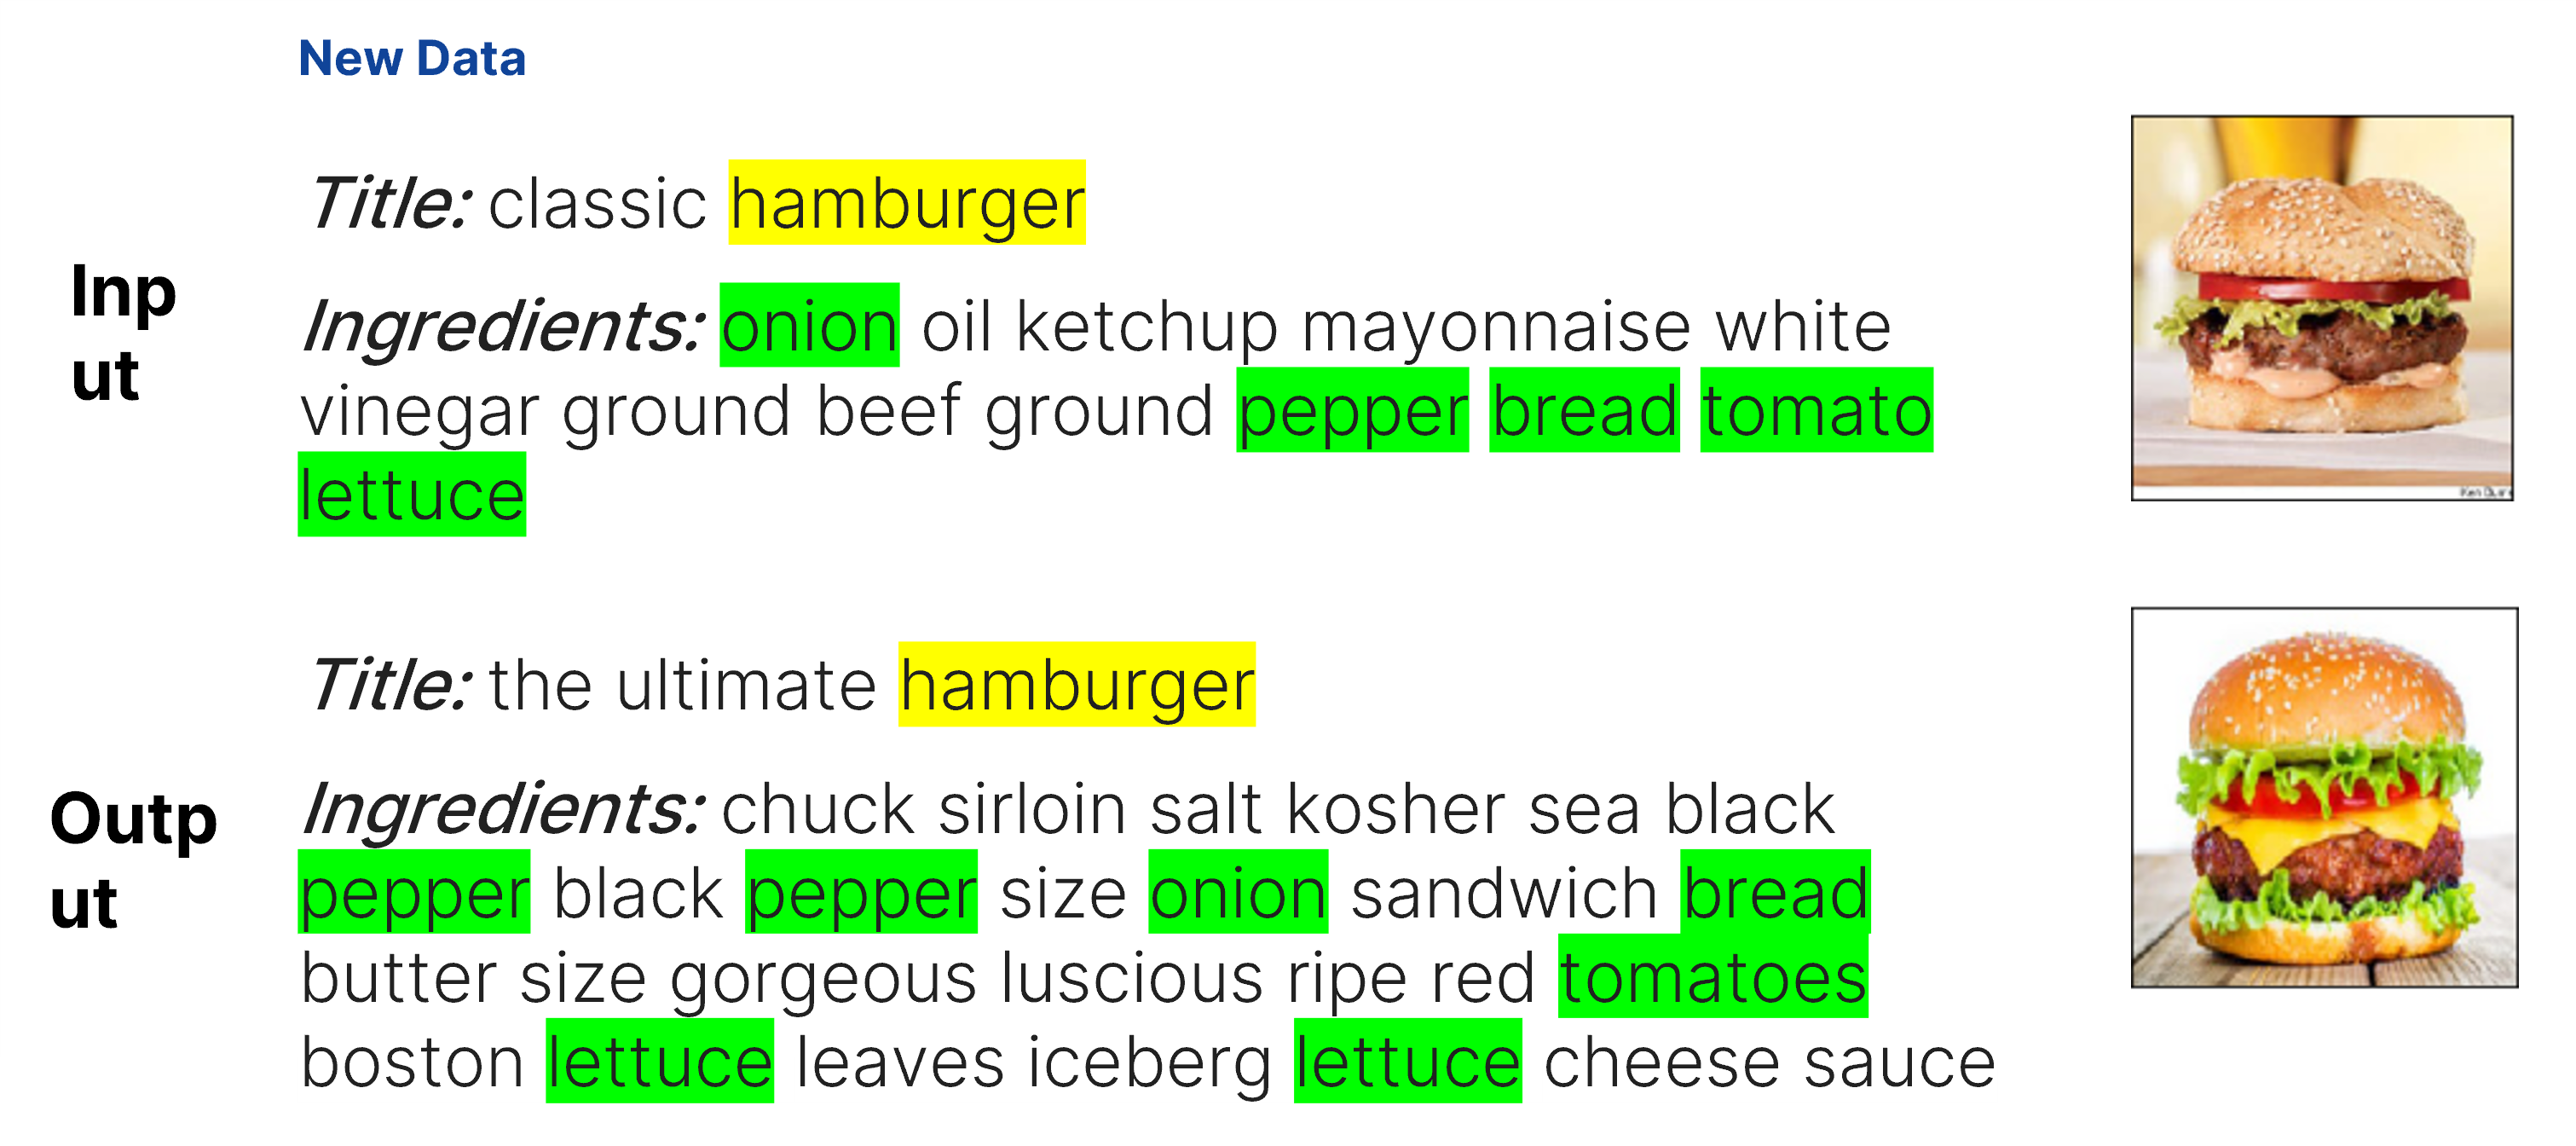 New Data
Title: classic hamburger
Inp
ut
Ingredients: onion oil ketchup mayonnaise white
vinegar ground beef ground pepper bread tomato
lettuce
Title: the ultimate hamburger
Outp
ut
Ingredients: chuck sirloin salt kosher sea black
pepper black pepper size onion sandwich bread
butter size gorgeous luscious ripe red tomatoes
boston lettuce leaves iceberg lettuce cheese sauce